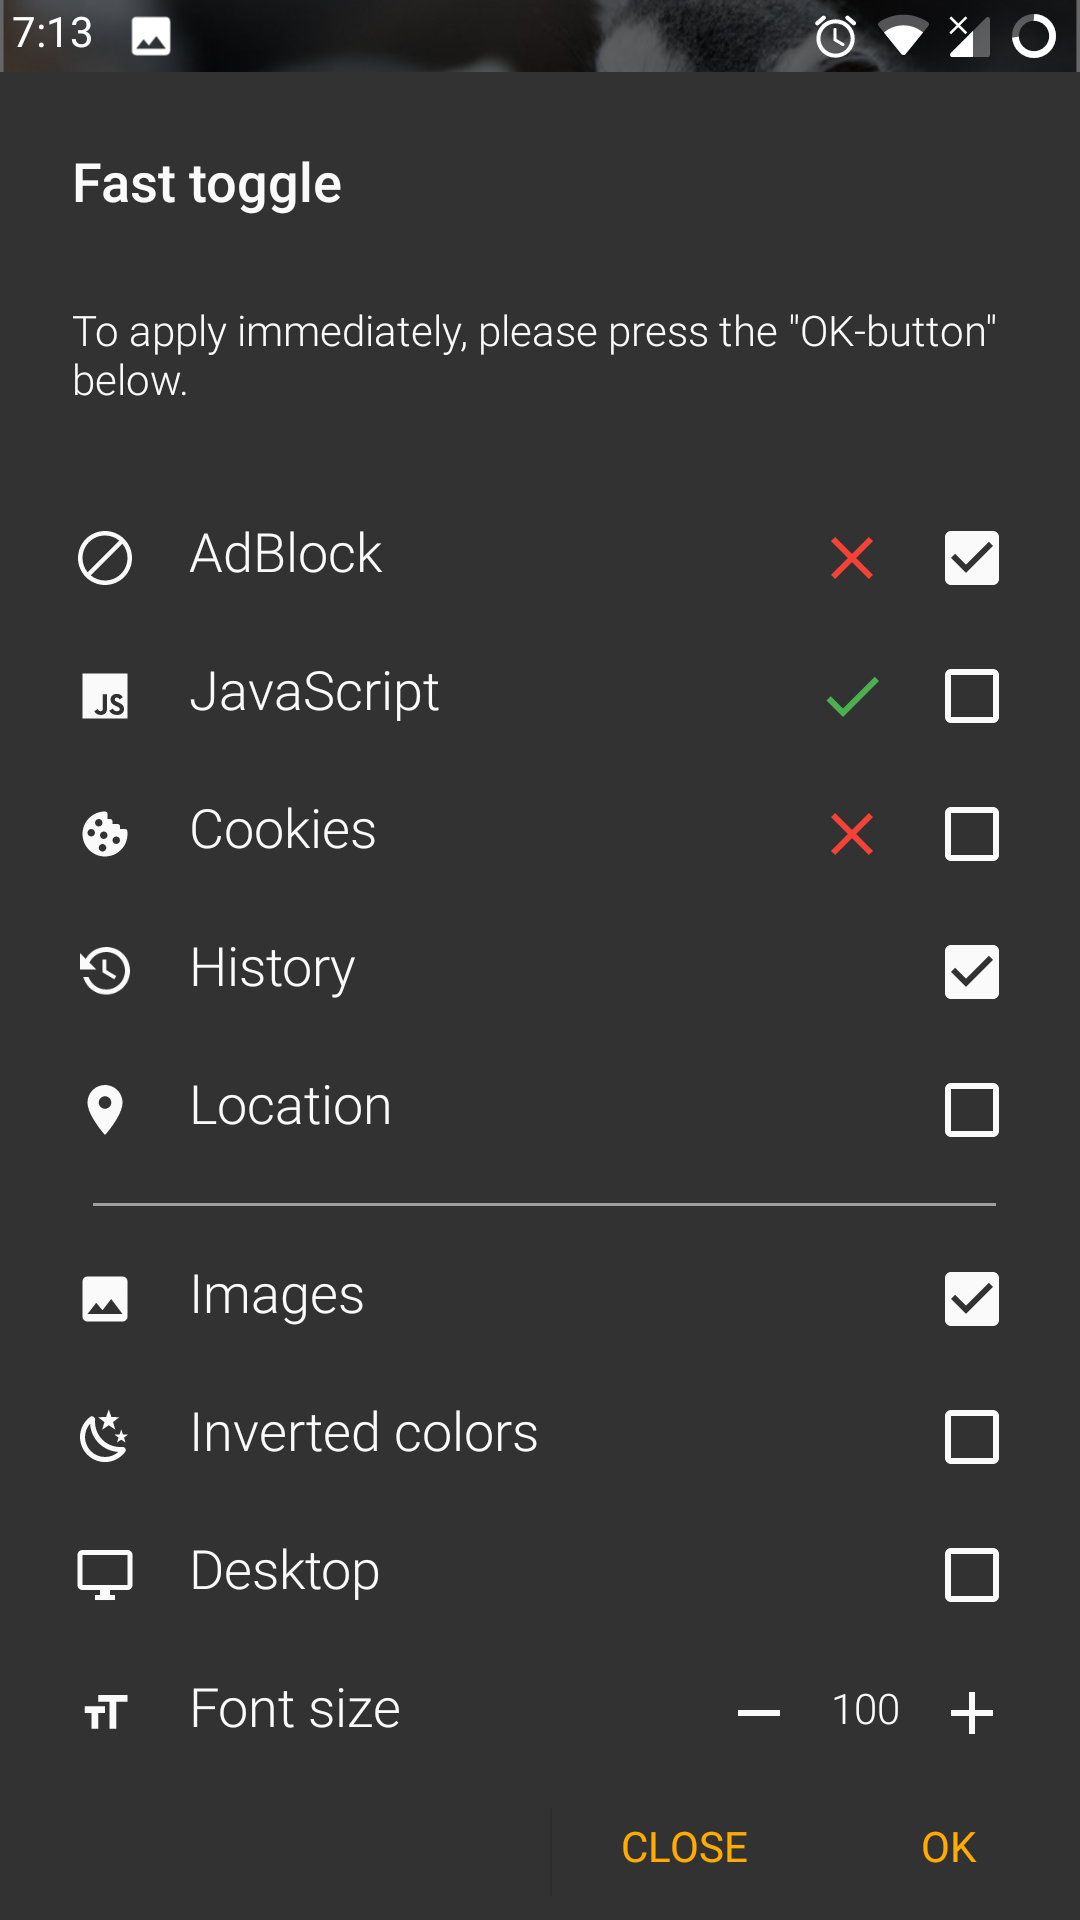 7:13
Fast toggle
To apply immediately, please press the "OK-button"
below.
AdBlock
JS JavaScript
Cookies
History
Location
Images
Inverted colors
Desktop
TT Font size 100
CLOSE OK